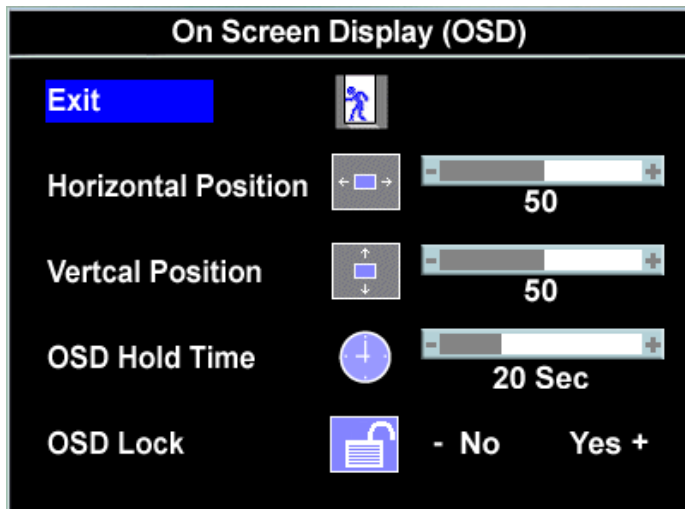 On Screen Display (OSD)
Exit
Horizontal Position
- +
50
Vertcal Position
- +
50
OSD Hold Time
- +
20 Sec
OSD Lock - No Yes +